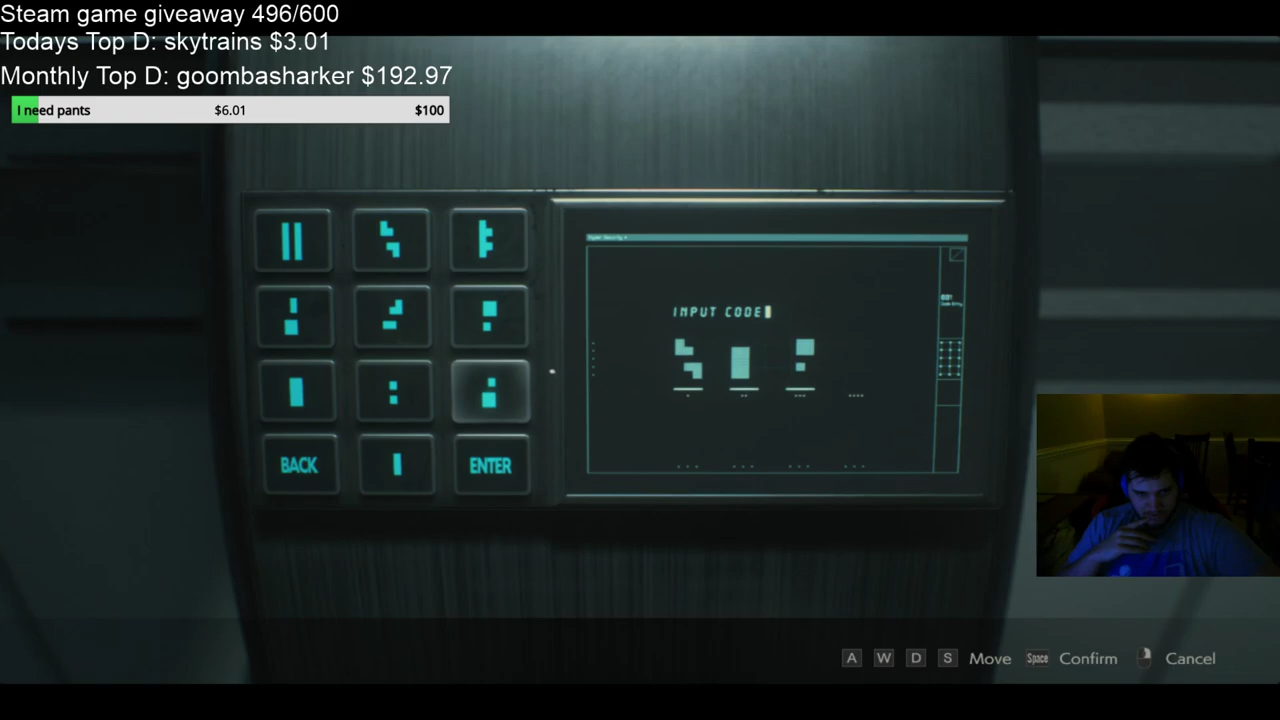 Steam game giveaway 496/600
Todays Top D: skytrains $3.01
Monthly Top D: goombasharker $192.97
I need pants $6.01 $100
INPUT CODE
BACK
ENTER
A W D S Move Space Confirm Cancel